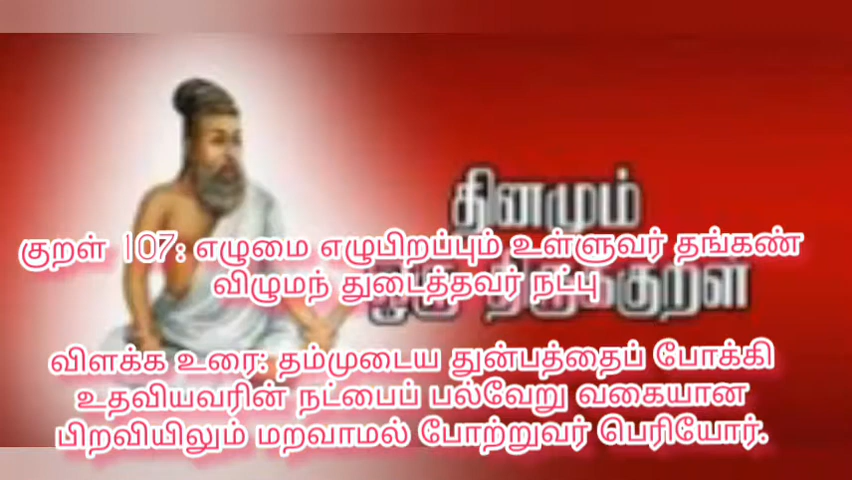 தினமும்
குறள் 107: எழுமை எழுபிறப்பும் உள்ளுவர் தங்கண்
விழுமந் துடைத்தவர் நட்பு
ஒரு திருக்குறள்
விளக்க உரை: தம்முடைய துன்பத்தைப் போக்கி
உதவியவரின் நட்பைப் பல்வேறு வகையான
பிறவியிலும் மறவாமல் போற்றுவர் பெரியோர்.